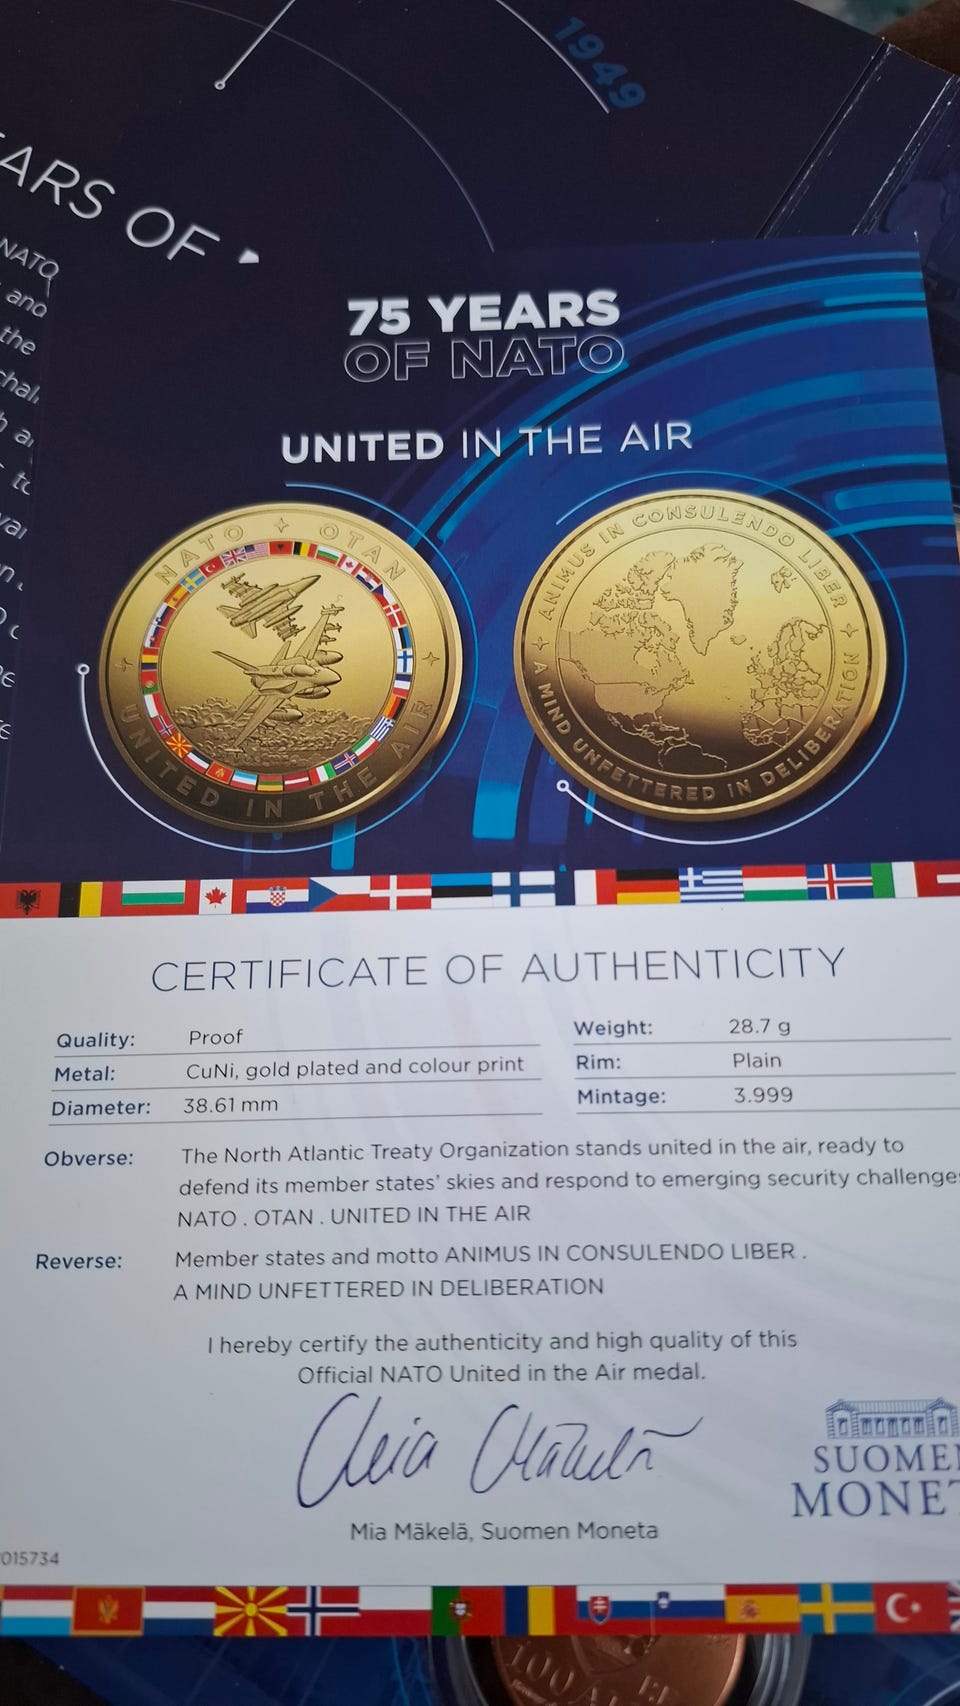 1949
ARS OF
NATO
and
the
to
75 YEARS
OF NATO
UNITED IN THE AIR
NATO OTAN
UNITED IN THE AIR
ANIMUS IN CONSULENDO LIBER
A MIND UNFETTERED IN DELIBERATION
CERTIFICATE OF AUTHENTICITY
Quality: Proof
Metal: CuNi, gold plated and colour print
Diameter: 38.61 mm
Weight: 28.7 g
Rim: Plain
Mintage: 3.999
Obverse: The North Atlantic Treaty Organization stands united in the air, ready to
defend its member states’ skies and respond to emerging security challenge
NATO . OTAN . UNITED IN THE AIR
Reverse: Member states and motto ANIMUS IN CONSULENDO LIBER .
A MIND UNFETTERED IN DELIBERATION
I hereby certify the authenticity and high quality of this
Official NATO United in the Air medal.
Mia Mäkelä
Mia Mäkelä, Suomen Moneta
SUOME
MONET
015734
100